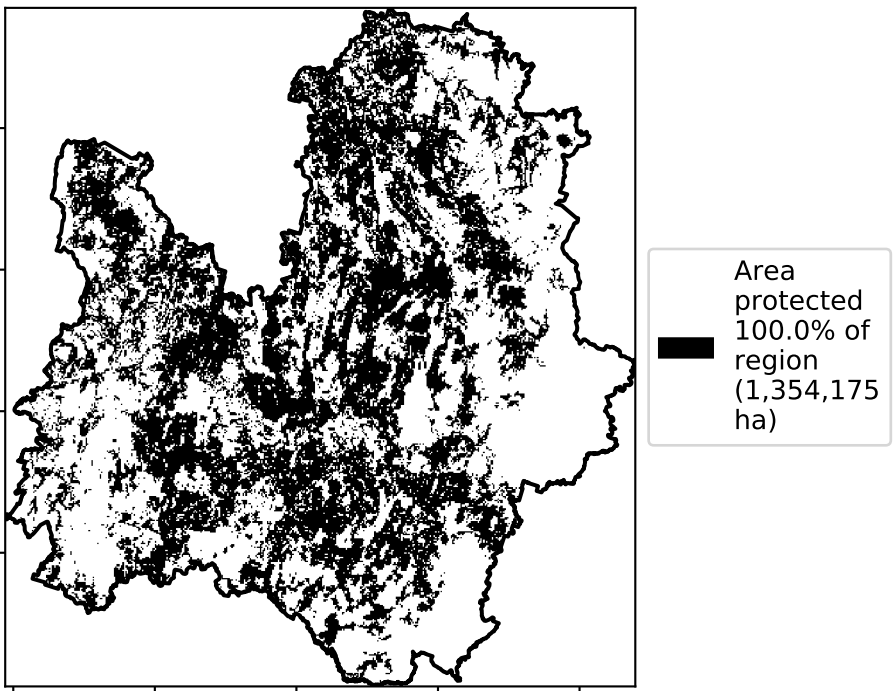 Area
protected
100.0% of
region
(1,354,175
ha)